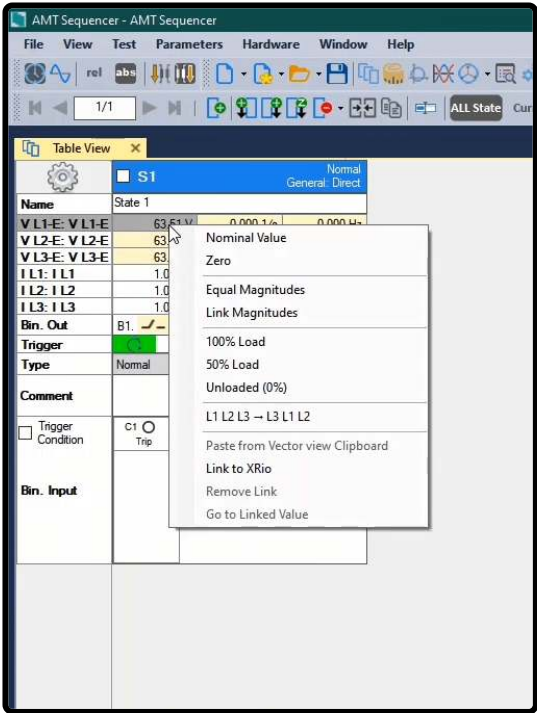 AMT Sequencer - AMT Sequencer
File View Test Parameters Hardware Window Help
rel abs
1/1 ALL State Cur
Table View ×
S1 Normal
General: Direct
Name State 1
V L1-E: V L1-E 63.51 V 0.000 1/s 0.000 Hz
V L2-E: V L2-E 63.
V L3-E: V L3-E 63.
I L1: I L1 1.0
I L2: I L2 1.0
I L3: I L3 1.0
Bin. Out B1.
Trigger
Type Normal
Comment
Trigger
Condition
C1
Trip
Bin. Input
Nominal Value
Zero
Equal Magnitudes
Link Magnitudes
100% Load
50% Load
Unloaded (0%)
L1 L2 L3 → L3 L1 L2
Paste from Vector view Clipboard
Link to XRio
Remove Link
Go to Linked Value